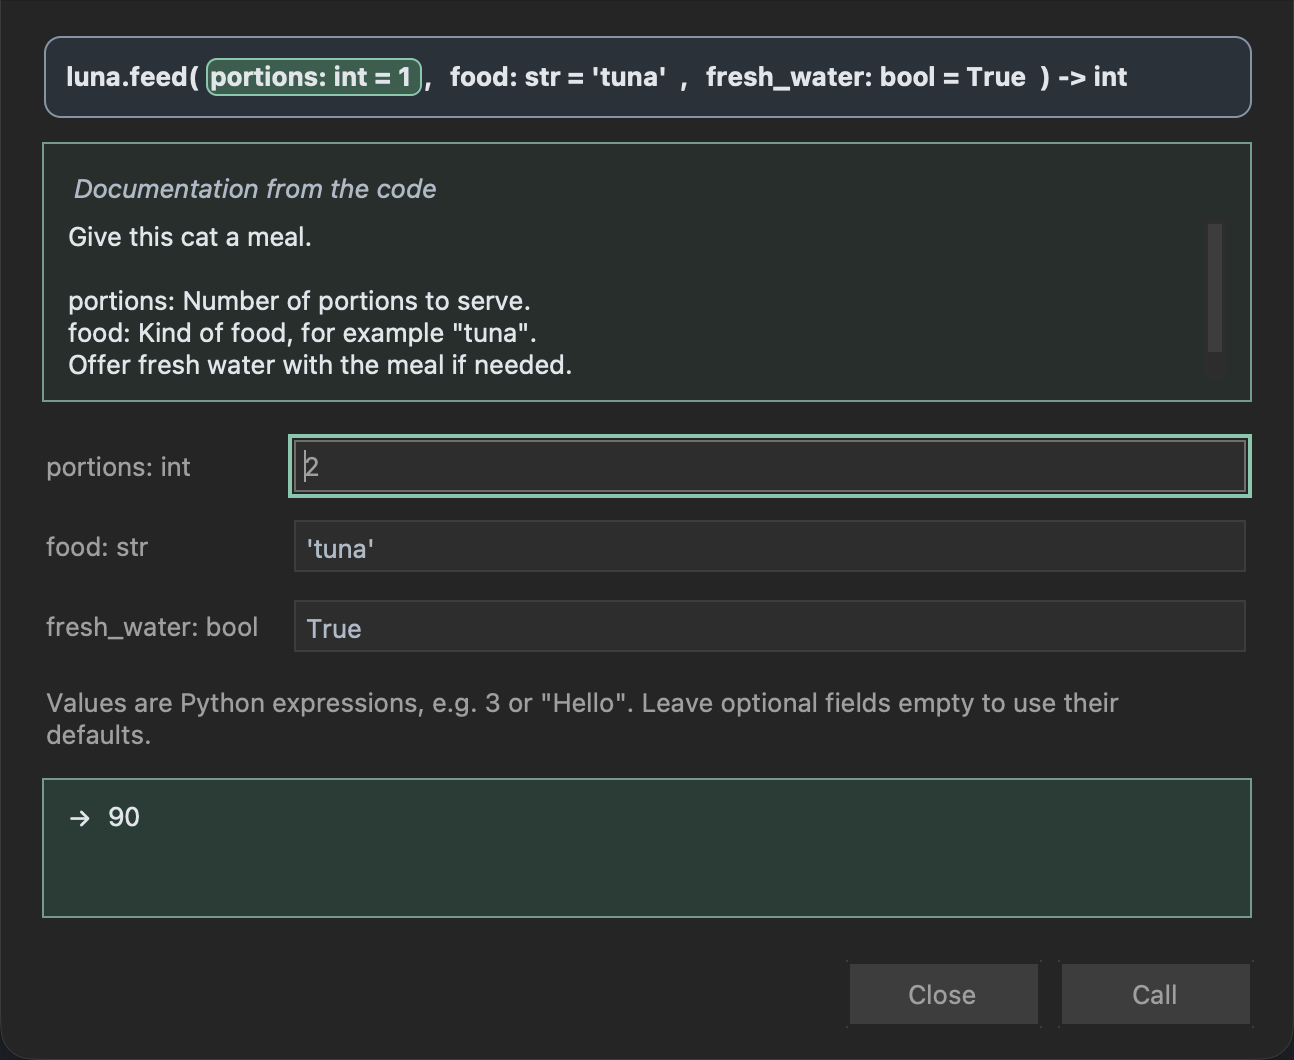 luna.feed( portions: int = 1 , food: str = 'tuna' , fresh_water: bool = True ) -> int
Documentation from the code
Give this cat a meal.
portions: Number of portions to serve.
food: Kind of food, for example "tuna".
Offer fresh water with the meal if needed.
portions: int 2
food: str 'tuna'
fresh_water: bool True
Values are Python expressions, e.g. 3 or "Hello". Leave optional fields empty to use their
defaults.
→ 90
Close Call